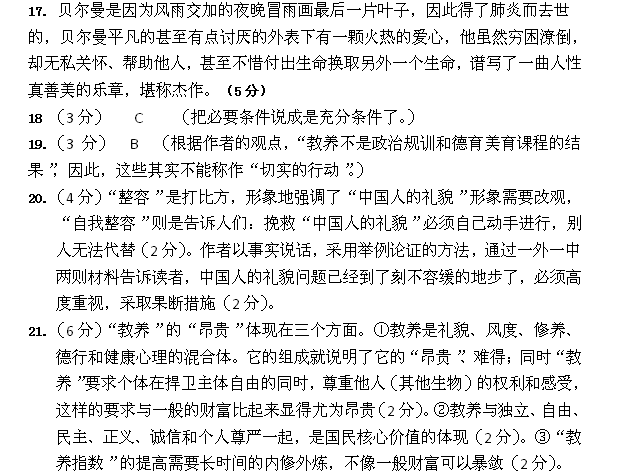 17. 贝尔曼是因为风雨交加的夜晚冒雨画最后一片叶子，因此得了肺炎而去世
的，贝尔曼平凡的甚至有点讨厌的外表下有一颗火热的爱心，他虽然穷困潦倒，
却无私关怀、帮助他人，甚至不惜付出生命换取另外一个生命，谱写了一曲人性
真善美的乐章，堪称杰作。（5分）
18 （3分） C （把必要条件说成是充分条件了。）
19. （3 分） B （根据作者的观点，“教养不是政治规训和德育美育课程的结
果”，因此，这些其实不能称作“切实的行动”。）
20. （4分）“整容”是打比方，形象地强调了“中国人的礼貌”形象需要改观，
“自我整容”则是告诉人们：挽救“中国人的礼貌”必须自己动手进行，别
人无法代替（2分）。作者以事实说话，采用举例论证的方法，通过一外一中
两则材料告诉读者，中国人的礼貌问题已经到了刻不容缓的地步了，必须高
度重视，采取果断措施（2分）。
21. （6分）“教养”的“昂贵”体现在三个方面。①教养是礼貌、风度、修养、
德行和健康心理的混合体。它的组成就说明了它的“昂贵”、难得；同时“教
养”要求个体在捍卫主体自由的同时，尊重他人（其他生物）的权利和感受，
这样的要求与一般的财富比起来显得尤为昂贵（2分）。②教养与独立、自由、
民主、正义、诚信和个人尊严一起，是国民核心价值的体现（2分）。③“教
养指数”的提高需要长时间的内修外炼，不像一般财富可以暴敛（2分）。